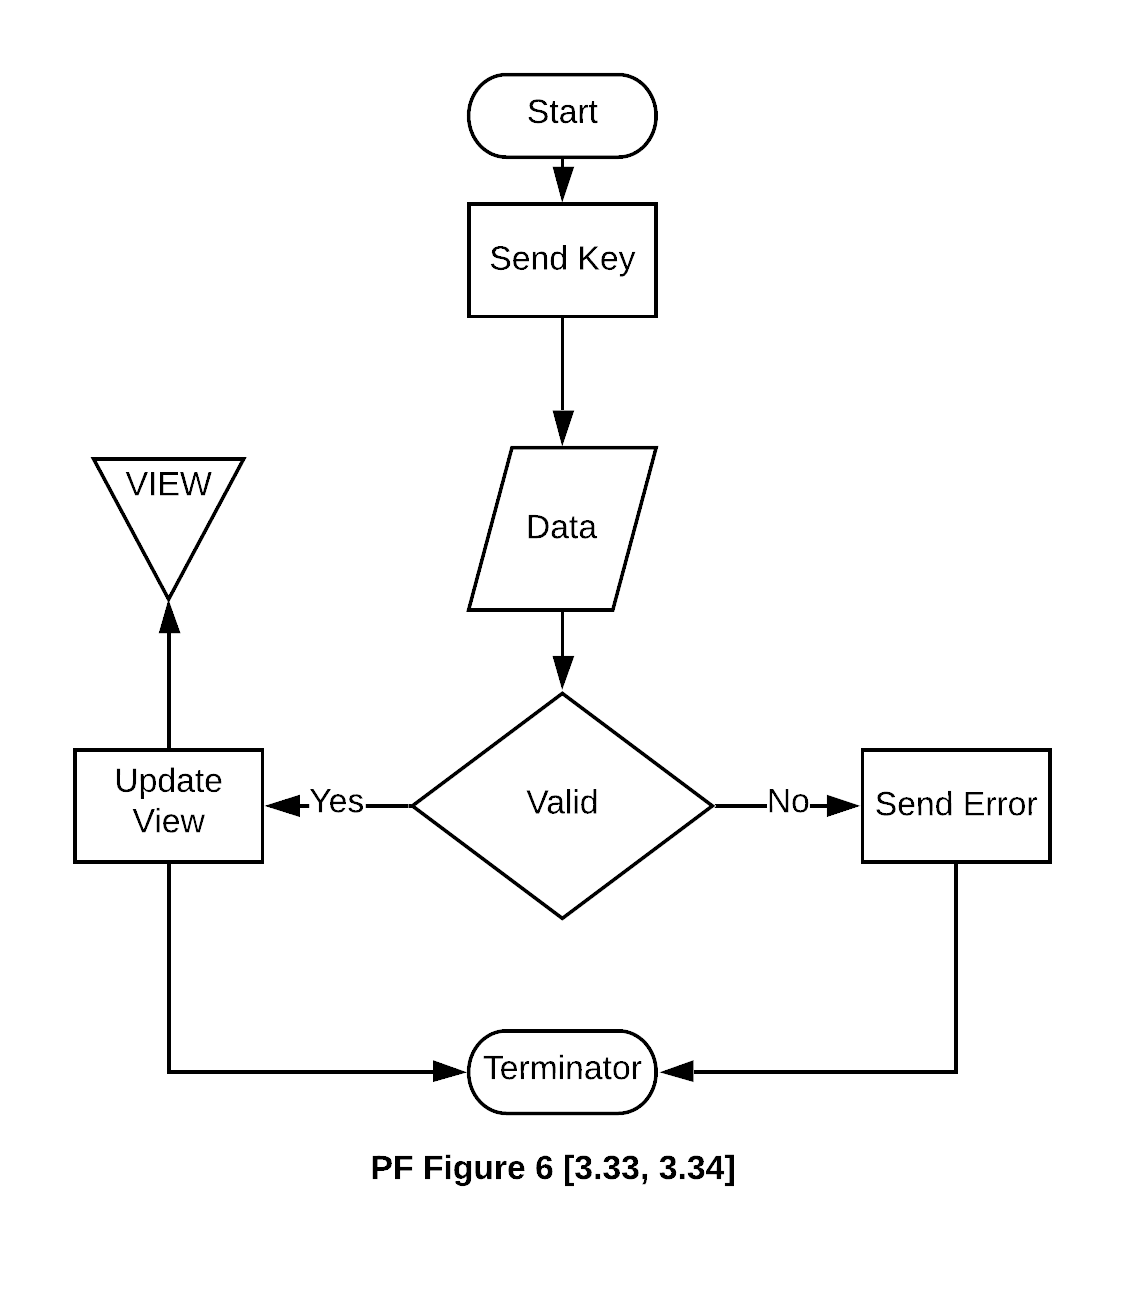 Start
Send Key
VIEW
Data
Update
View
Yes
Valid
No
Send Error
Terminator
PF Figure 6 [3.33, 3.34]